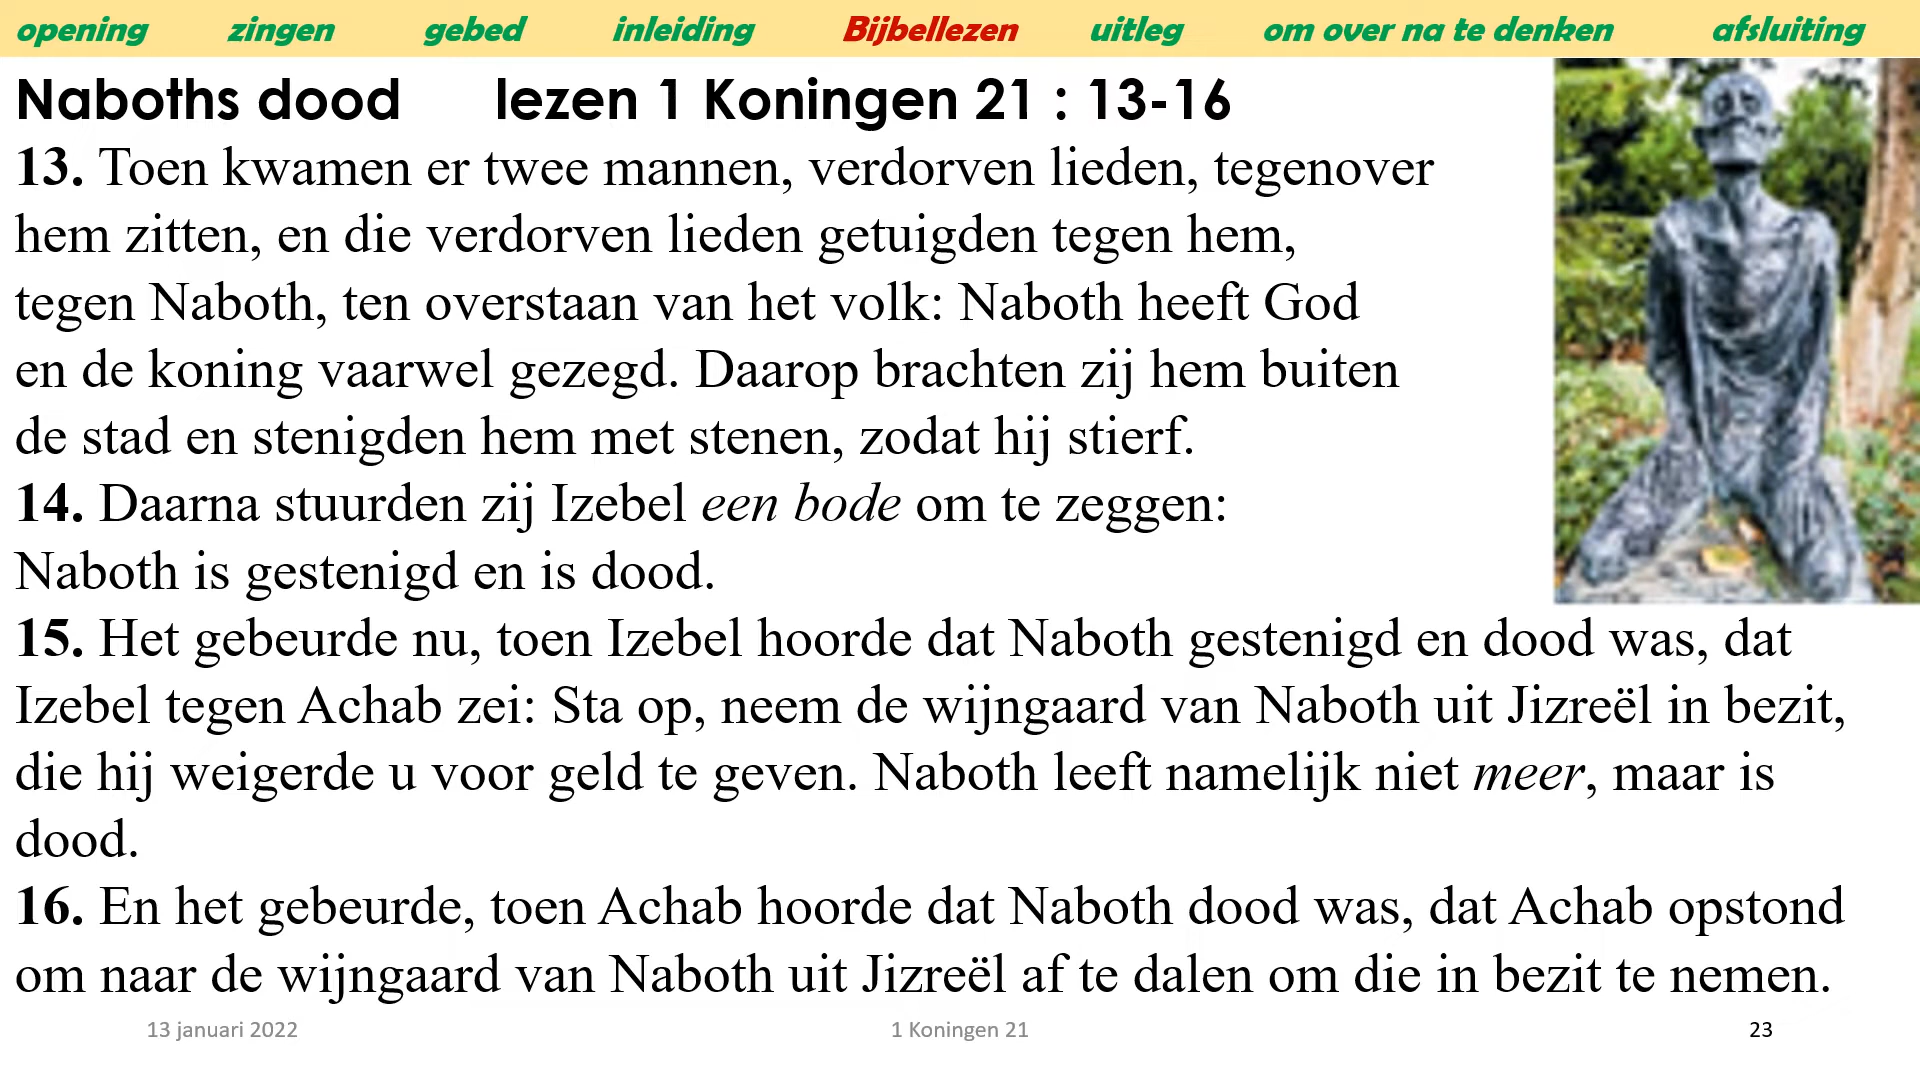 opening zingen gebed inleiding Bijbellezen uitleg om over na te denken afsluiting
Naboths dood lezen 1 Koningen 21 : 13-16
13. Toen kwamen er twee mannen, verdorven lieden, tegenover
hem zitten, en die verdorven lieden getuigden tegen hem,
tegen Naboth, ten overstaan van het volk: Naboth heeft God
en de koning vaarwel gezegd. Daarop brachten zij hem buiten
de stad en stenigden hem met stenen, zodat hij stierf.
14. Daarna stuurden zij Izebel een bode om te zeggen:
Naboth is gestenigd en is dood.
15. Het gebeurde nu, toen Izebel hoorde dat Naboth gestenigd en dood was, dat
Izebel tegen Achab zei: Sta op, neem de wijngaard van Naboth uit Jizreël in bezit,
die hij weigerde u voor geld te geven. Naboth leeft namelijk niet meer, maar is
dood.
16. En het gebeurde, toen Achab hoorde dat Naboth dood was, dat Achab opstond
om naar de wijngaard van Naboth uit Jizreël af te dalen om die in bezit te nemen.
13 januari 2022 1 Koningen 21 23